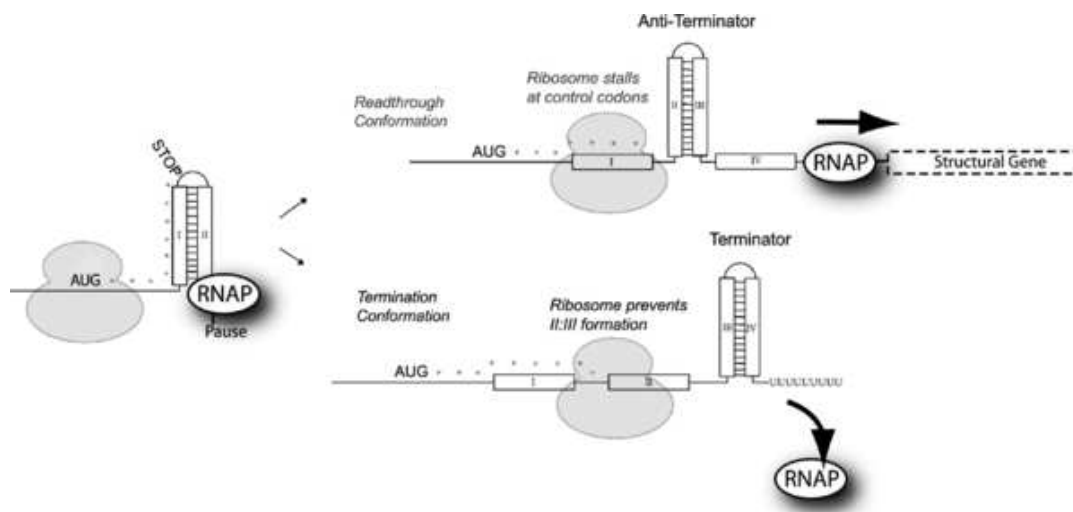 Anti-Terminator
Readthrough
Conformation
Ribosome stalls
at control codons
II
III
AUG
I
IV
RNAP
Structural Gene
STOP
I
II
AUG
RNAP
Pause
Terminator
Termination
Conformation
Ribosome prevents
II:III formation
III
IV
AUG
I
II
UUUUUUUUU
RNAP